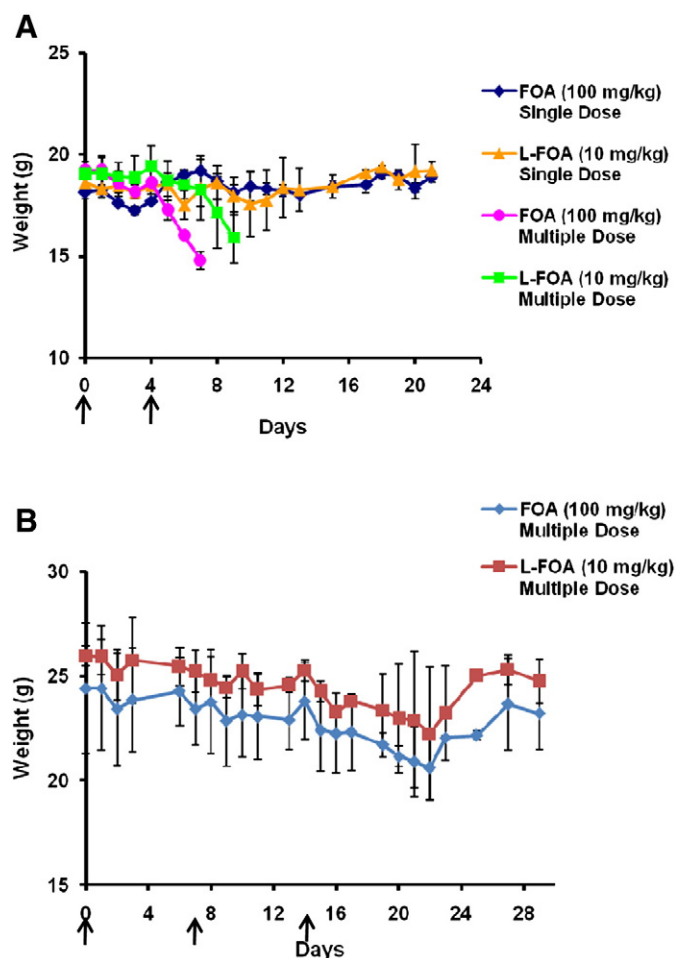 A
25
20
15
10
Weight (g)
0
4
8
12
16
20
24
Days
FOA (100 mg/kg)
Single Dose
L-FOA (10 mg/kg)
Single Dose
FOA (100 mg/kg)
Multiple Dose
L-FOA (10 mg/kg)
Multiple Dose
B
30
25
20
15
Weight (g)
0
4
8
12
16
20
24
28
Days
FOA (100 mg/kg)
Multiple Dose
L-FOA (10 mg/kg)
Multiple Dose